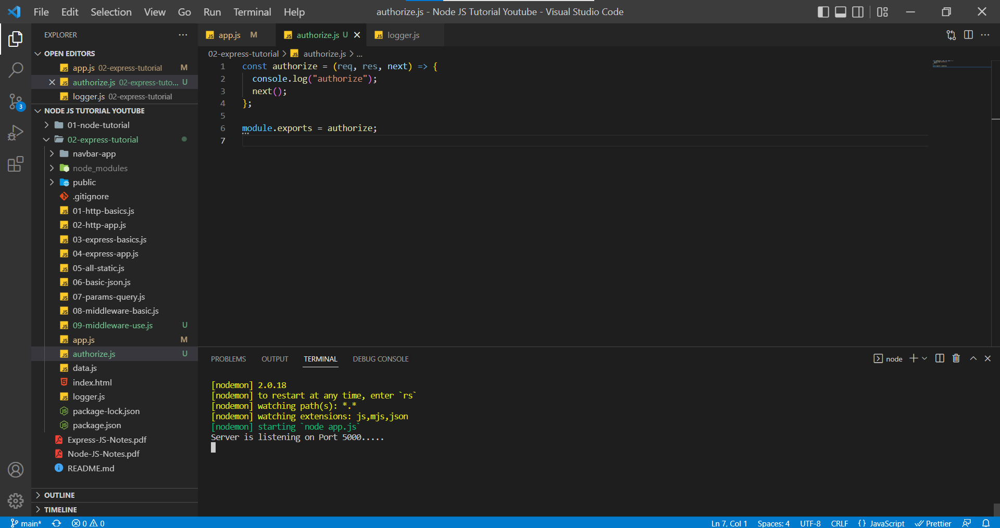 File Edit Selection View Go Run Terminal Help
authorize.js - Node JS Tutorial Youtube - Visual Studio Code
EXPLORER
OPEN EDITORS
app.js 02-express-tutorial M
authorize.js 02-express-tuto... U
logger.js 02-express-tutorial
3
NODE JS TUTORIAL YOUTUBE
01-node-tutorial
02-express-tutorial
navbar-app
node_modules
public
.gitignore
01-http-basics.js
02-http-app.js
03-express-basics.js
04-express-app.js
05-all-static.js
06-basic-json.js
07-params-query.js
08-middleware-basic.js
09-middleware-use.js U
app.js M
authorize.js U
data.js
index.html
logger.js
package-lock.json
package.json
Express-JS-Notes.pdf
Node-JS-Notes.pdf
README.md
OUTLINE
TIMELINE
app.js M authorize.js U logger.js
02-express-tutorial > authorize.js > ...
1 const authorize = (req, res, next) => {
2 console.log("authorize");
3 next();
4 };
5
6 module.exports = authorize;
7
PROBLEMS OUTPUT TERMINAL DEBUG CONSOLE
node
[nodemon] 2.0.18
[nodemon] to restart at any time, enter `rs`
[nodemon] watching path(s): *.*
[nodemon] watching extensions: js,mjs,json
[nodemon] starting `node app.js`
Server is listening on Port 5000.....
main* 0 0 Ln 7, Col 1 Spaces: 4 UTF-8 CRLF {} JavaScript Prettier